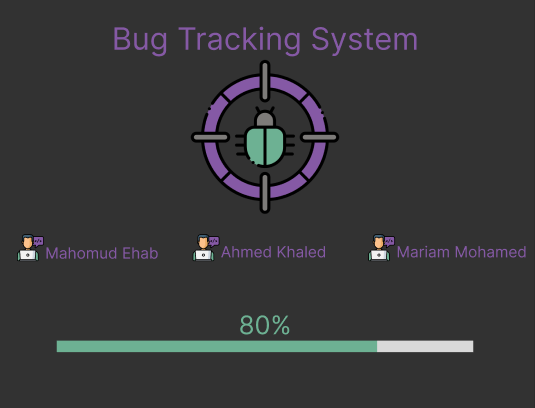 Bug Tracking System
Mahomud Ehab
Ahmed Khaled
Mariam Mohamed
80%